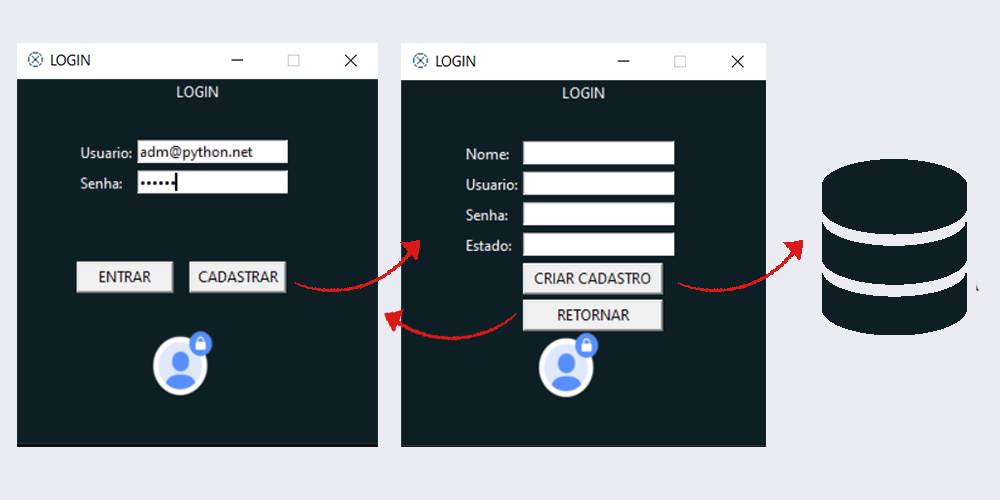 LOGIN
LOGIN
Usuario: adm@python.net
Senha: ••••••
ENTRAR CADASTRAR
LOGIN
LOGIN
Nome:
Usuario:
Senha:
Estado:
CRIAR CADASTRO
RETORNAR